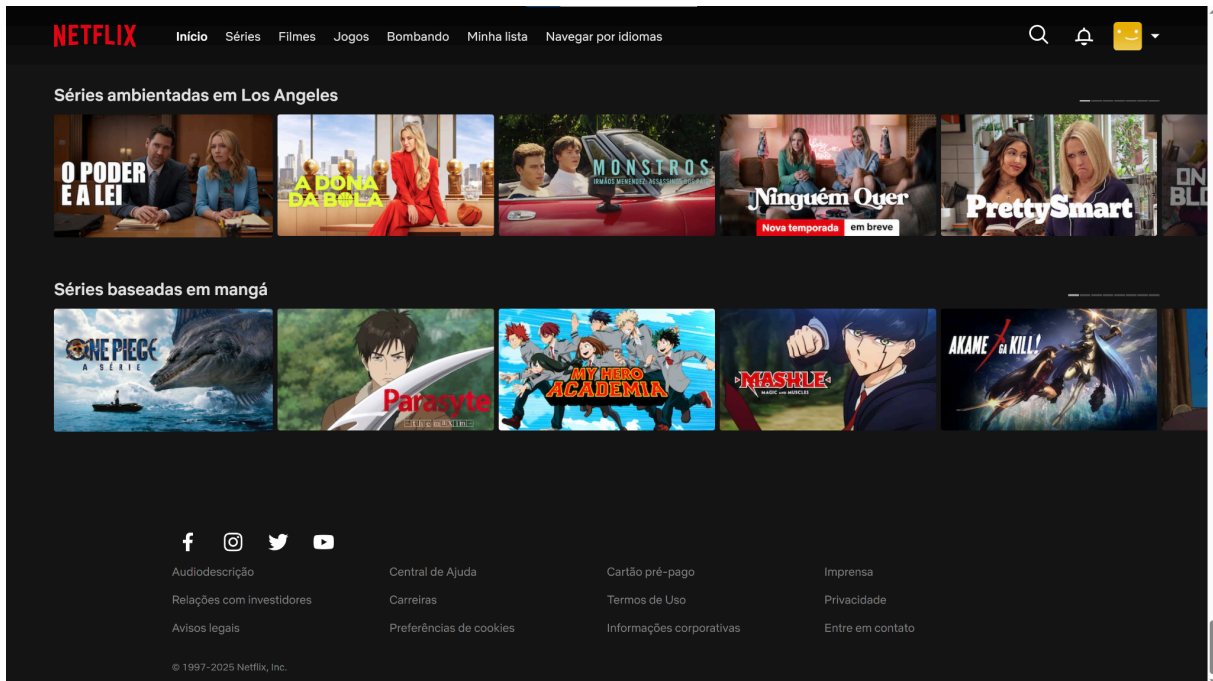 NETFLIX Início Séries Filmes Jogos Bombando Minha lista Navegar por idiomas
Séries ambientadas em Los Angeles
O PODER
E A LEI
A DONA
DA BOLA
MONSTROS
IRMÃOS MENENDEZ: ASSASSINOS DOS PAIS
Ninguém Quer
Nova temporada em breve
PrettySmart
ON
BL
Séries baseadas em mangá
ONE PIECE
A SÉRIE
Parasyte
-the maxim-
MY HERO
ACADEMIA
MASHLE
MAGIC AND MUSCLES
AKAME GA KILL!
Audiodescrição Central de Ajuda Cartão pré-pago Imprensa
Relações com investidores Carreiras Termos de Uso Privacidade
Avisos legais Preferências de cookies Informações corporativas Entre em contato
© 1997-2025 Netflix, Inc.